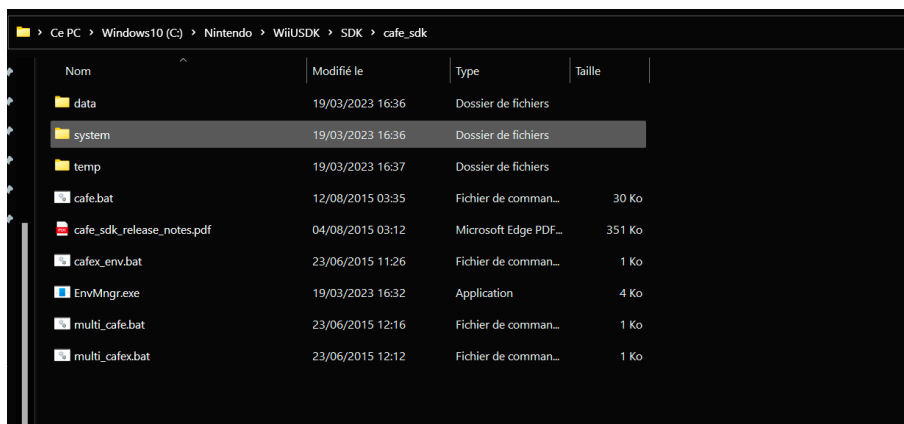 Ce PC > Windows10 (C:) > Nintendo > WiiUSDK > SDK > cafe_sdk
Nom Modifié le Type Taille
data 19/03/2023 16:36 Dossier de fichiers
system 19/03/2023 16:36 Dossier de fichiers
temp 19/03/2023 16:37 Dossier de fichiers
cafe.bat 12/08/2015 03:35 Fichier de comman... 30 Ko
cafe_sdk_release_notes.pdf 04/08/2015 03:12 Microsoft Edge PDF... 351 Ko
cafex_env.bat 23/06/2015 11:26 Fichier de comman... 1 Ko
EnvMngr.exe 19/03/2023 16:32 Application 4 Ko
multi_cafe.bat 23/06/2015 12:16 Fichier de comman... 1 Ko
multi_cafex.bat 23/06/2015 12:12 Fichier de comman... 1 Ko